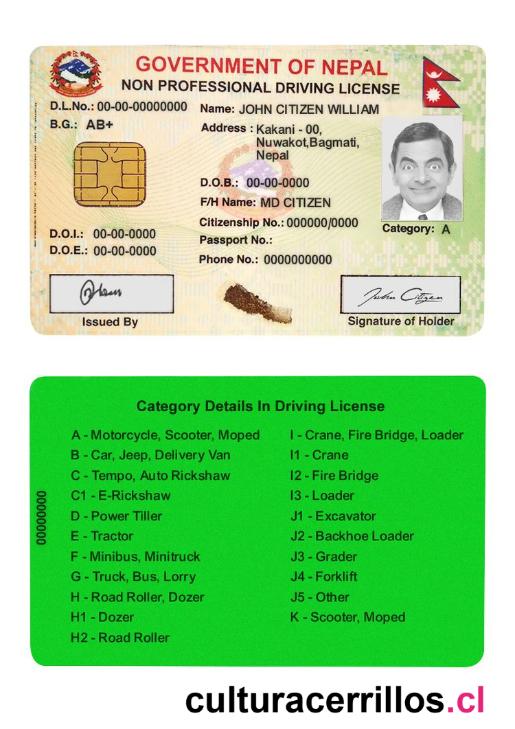 GOVERNMENT OF NEPAL
NON PROFESSIONAL DRIVING LICENSE
D.L.No.: 00-00-00000000
Name: JOHN CITIZEN WILLIAM
B.G.: AB+
Address : Kakani - 00,
Nuwakot,Bagmati,
Nepal
D.O.B.: 00-00-0000
F/H Name: MD CITIZEN
Citizenship No.: 000000/0000
Category: A
D.O.I.: 00-00-0000
Passport No.:
D.O.E.: 00-00-0000
Phone No.: 0000000000
John Citizen
Issued By
Signature of Holder
Category Details In Driving License
A - Motorcycle, Scooter, Moped
B - Car, Jeep, Delivery Van
C - Tempo, Auto Rickshaw
C1 - E-Rickshaw
D - Power Tiller
E - Tractor
F - Minibus, Minitruck
G - Truck, Bus, Lorry
H - Road Roller, Dozer
H1 - Dozer
H2 - Road Roller
I - Crane, Fire Bridge, Loader
I1 - Crane
I2 - Fire Bridge
I3 - Loader
J1 - Excavator
J2 - Backhoe Loader
J3 - Grader
J4 - Forklift
J5 - Other
K - Scooter, Moped
00000000
culturacerrillos.cl